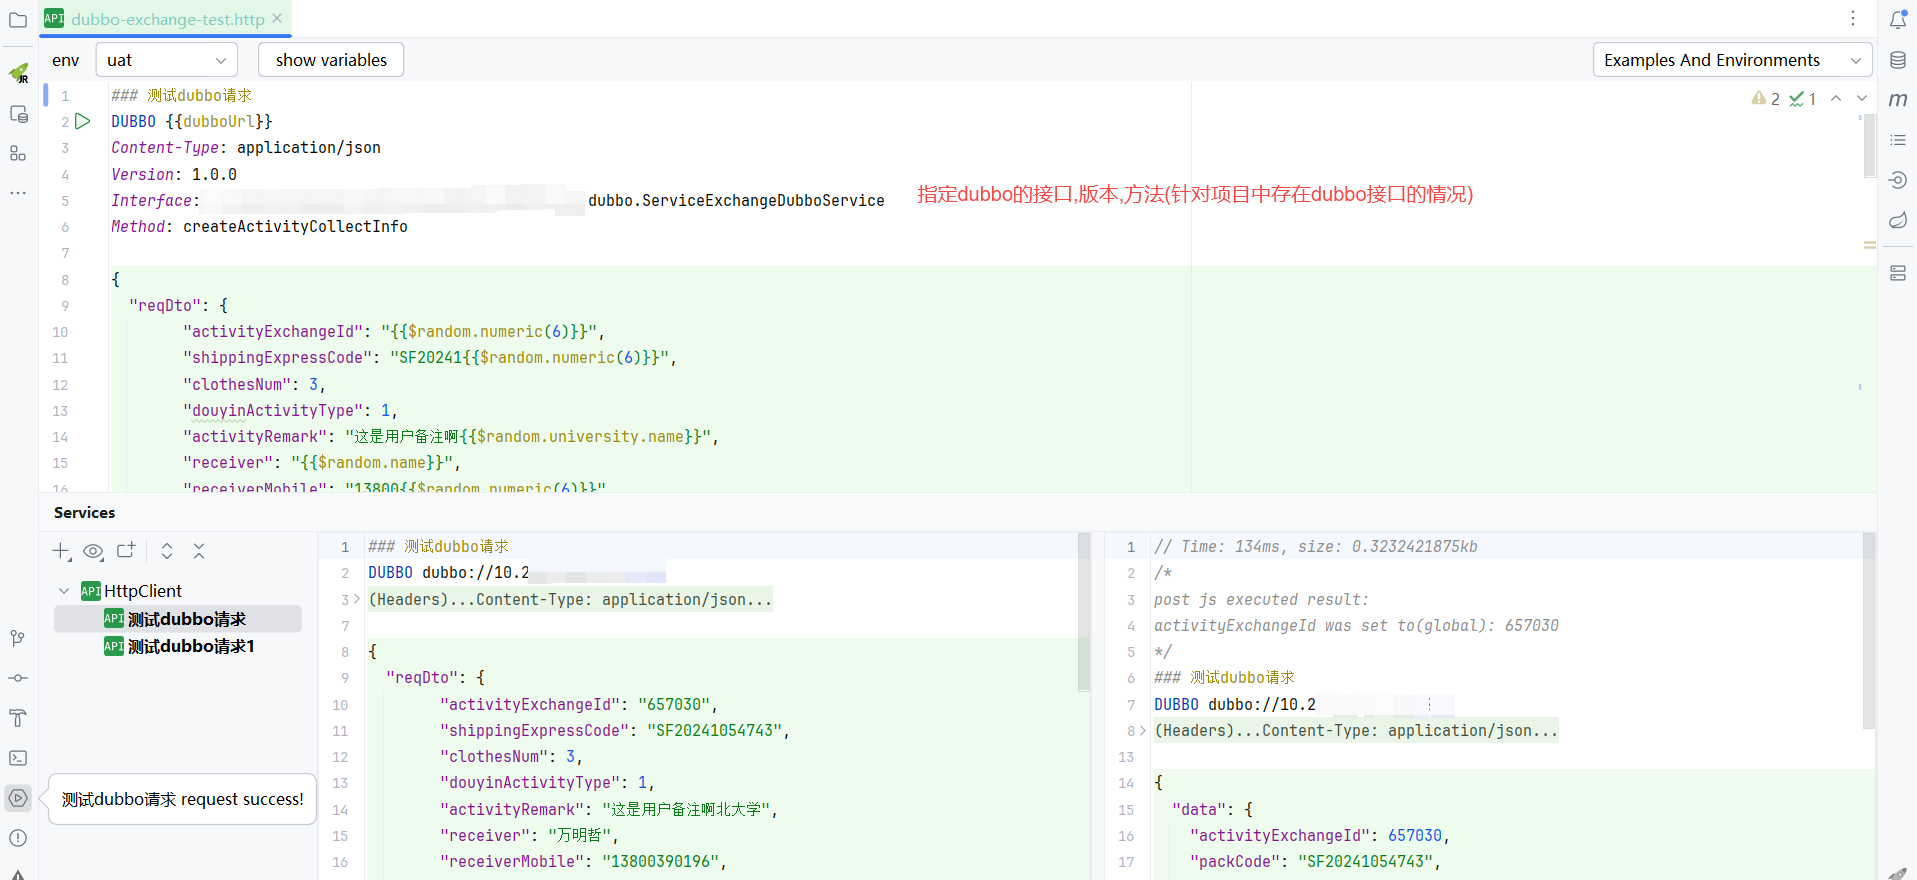 API dubbo-exchange-test.http
env uat show variables Examples And Environments
1 ### 测试dubbo请求
2 DUBBO {{dubboUrl}}
3 Content-Type: application/json
4 Version: 1.0.0
5 Interface: dubbo.ServiceExchangeDubboService
6 Method: createActivityCollectInfo
7
8 {
9 "reqDto": {
10 "activityExchangeId": "{{$random.numeric(6)}}",
11 "shippingExpressCode": "SF20241{{$random.numeric(6)}}",
12 "clothesNum": 3,
13 "douyinActivityType": 1,
14 "activityRemark": "这是用户备注啊{{$random.university.name}}",
15 "receiver": "{{$random.name}}",
16 "receiverMobile": "13800{{$random.numeric(6)}}"
2 1
指定dubbo的接口,版本,方法(针对项目中存在dubbo接口的情况)
JR
m
Services
API HttpClient
API 测试dubbo请求
API 测试dubbo请求1
测试dubbo请求 request success!
1 ### 测试dubbo请求
2 DUBBO dubbo://10.2
3 (Headers)...Content-Type: application/json...
7
8 {
9 "reqDto": {
10 "activityExchangeId": "657030",
11 "shippingExpressCode": "SF20241054743",
12 "clothesNum": 3,
13 "douyinActivityType": 1,
14 "activityRemark": "这是用户备注啊北大学",
15 "receiver": "万明哲",
16 "receiverMobile": "13800390196",
1 // Time: 134ms, size: 0.3232421875kb
2 /*
3 post js executed result:
4 activityExchangeId was set to(global): 657030
5 */
6 ### 测试dubbo请求
7 DUBBO dubbo://10.2
8 (Headers)...Content-Type: application/json...
13
14 {
15 "data": {
16 "activityExchangeId": 657030,
17 "packCode": "SF20241054743",